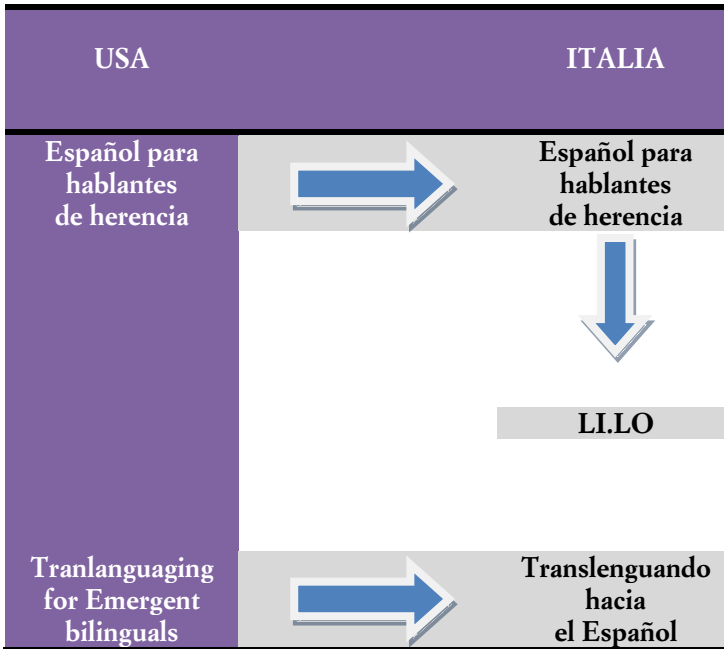 USA
ITALIA
Español para
hablantes
de herencia
Español para
hablantes
de herencia
LI.LO
Tranlanguaging
for Emergent
bilinguals
Translenguando
hacia
el Español